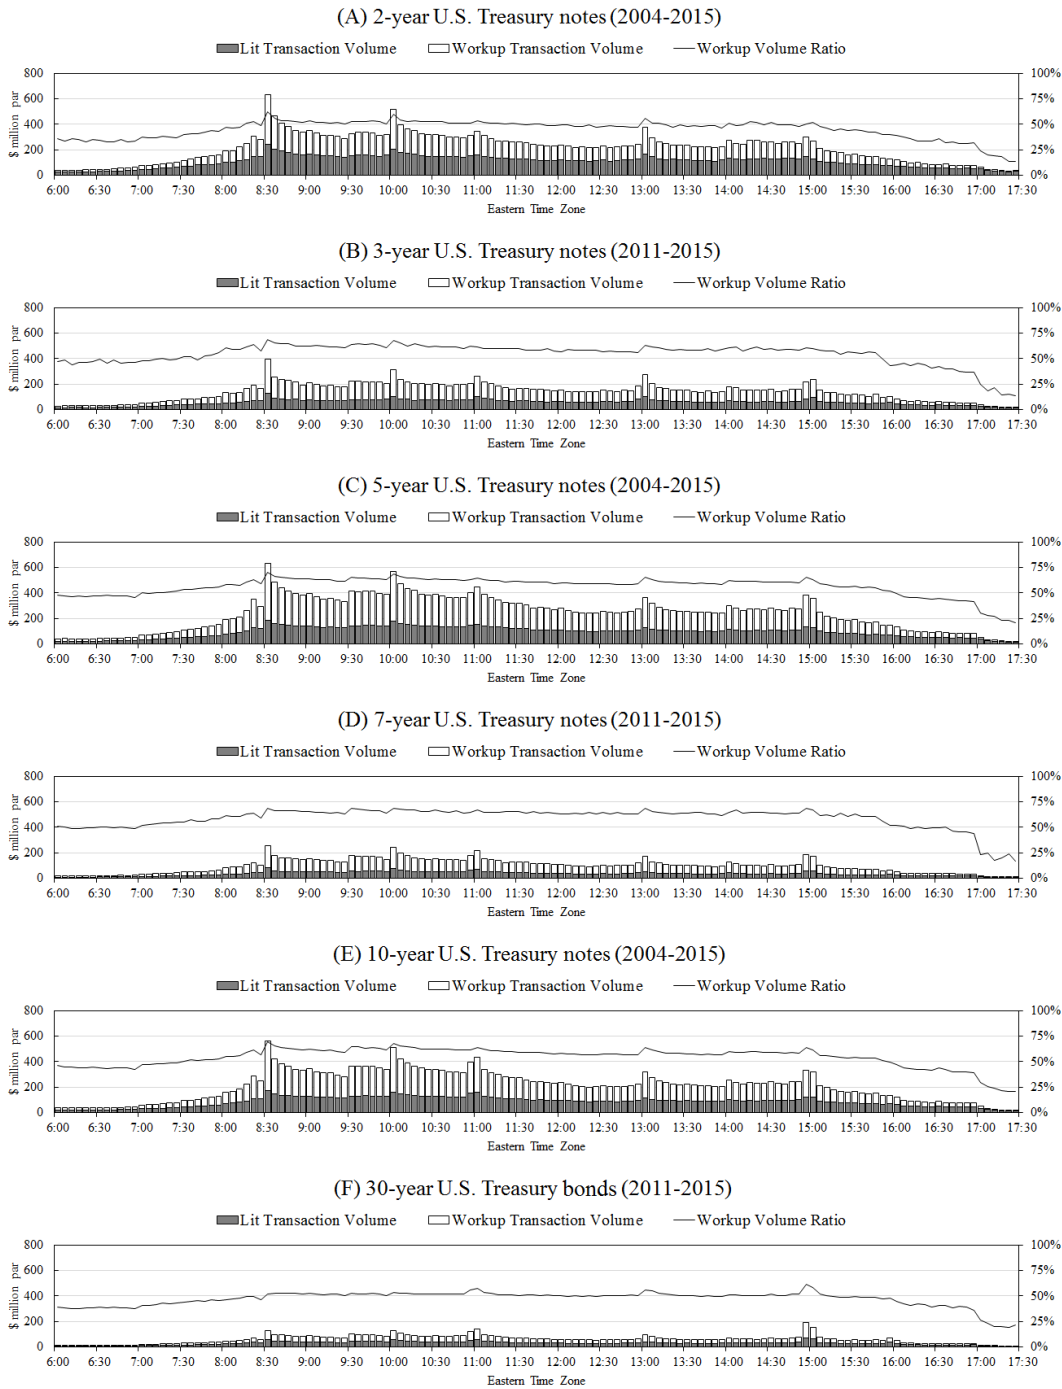 (A) 2-year U.S. Treasury notes (2004-2015)
Lit Transaction Volume Workup Transaction Volume Workup Volume Ratio
800 100%
600 75%
400 50%
200 25%
0 0%
$ million par
6:00 6:30 7:00 7:30 8:00 8:30 9:00 9:30 10:00 10:30 11:00 11:30 12:00 12:30 13:00 13:30 14:00 14:30 15:00 15:30 16:00 16:30 17:00 17:30
Eastern Time Zone
(B) 3-year U.S. Treasury notes (2011-2015)
Lit Transaction Volume Workup Transaction Volume Workup Volume Ratio
800 100%
600 75%
400 50%
200 25%
0 0%
$ million par
6:00 6:30 7:00 7:30 8:00 8:30 9:00 9:30 10:00 10:30 11:00 11:30 12:00 12:30 13:00 13:30 14:00 14:30 15:00 15:30 16:00 16:30 17:00 17:30
Eastern Time Zone
(C) 5-year U.S. Treasury notes (2004-2015)
Lit Transaction Volume Workup Transaction Volume Workup Volume Ratio
800 100%
600 75%
400 50%
200 25%
0 0%
$ million par
6:00 6:30 7:00 7:30 8:00 8:30 9:00 9:30 10:00 10:30 11:00 11:30 12:00 12:30 13:00 13:30 14:00 14:30 15:00 15:30 16:00 16:30 17:00 17:30
Eastern Time Zone
(D) 7-year U.S. Treasury notes (2011-2015)
Lit Transaction Volume Workup Transaction Volume Workup Volume Ratio
800 100%
600 75%
400 50%
200 25%
0 0%
$ million par
6:00 6:30 7:00 7:30 8:00 8:30 9:00 9:30 10:00 10:30 11:00 11:30 12:00 12:30 13:00 13:30 14:00 14:30 15:00 15:30 16:00 16:30 17:00 17:30
Eastern Time Zone
(E) 10-year U.S. Treasury notes (2004-2015)
Lit Transaction Volume Workup Transaction Volume Workup Volume Ratio
800 100%
600 75%
400 50%
200 25%
0 0%
$ million par
6:00 6:30 7:00 7:30 8:00 8:30 9:00 9:30 10:00 10:30 11:00 11:30 12:00 12:30 13:00 13:30 14:00 14:30 15:00 15:30 16:00 16:30 17:00 17:30
Eastern Time Zone
(F) 30-year U.S. Treasury bonds (2011-2015)
Lit Transaction Volume Workup Transaction Volume Workup Volume Ratio
800 100%
600 75%
400 50%
200 25%
0 0%
$ million par
6:00 6:30 7:00 7:30 8:00 8:30 9:00 9:30 10:00 10:30 11:00 11:30 12:00 12:30 13:00 13:30 14:00 14:30 15:00 15:30 16:00 16:30 17:00 17:30
Eastern Time Zone